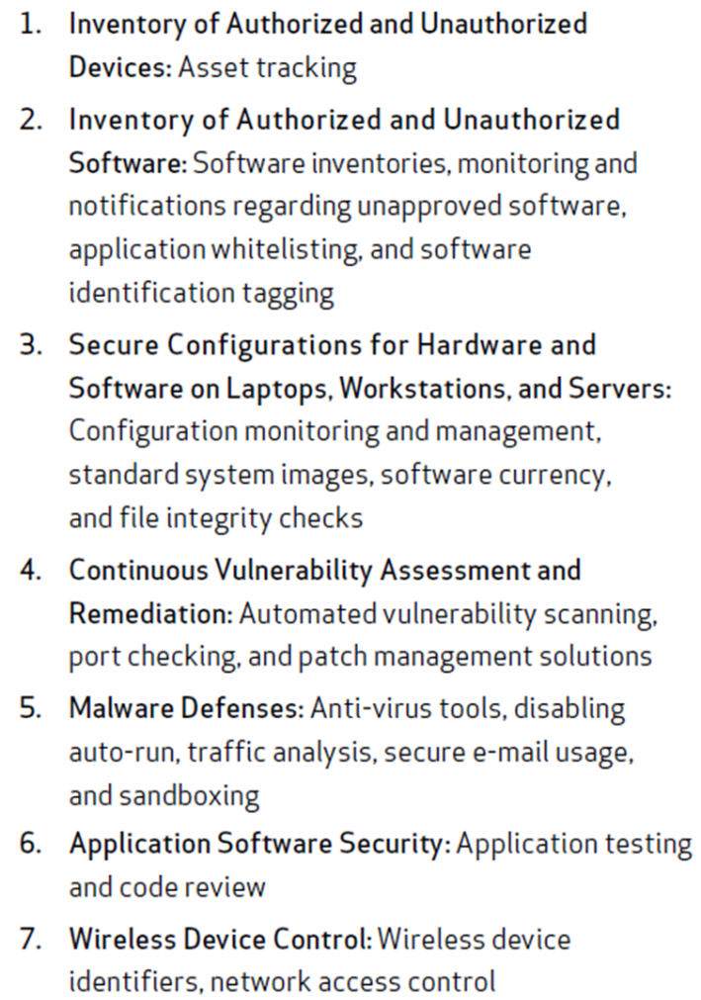 1. Inventory of Authorized and Unauthorized
Devices: Asset tracking
2. Inventory of Authorized and Unauthorized
Software: Software inventories, monitoring and
notifications regarding unapproved software,
application whitelisting, and software
identification tagging
3. Secure Configurations for Hardware and
Software on Laptops, Workstations, and Servers:
Configuration monitoring and management,
standard system images, software currency,
and file integrity checks
4. Continuous Vulnerability Assessment and
Remediation: Automated vulnerability scanning,
port checking, and patch management solutions
5. Malware Defenses: Anti-virus tools, disabling
auto-run, traffic analysis, secure e-mail usage,
and sandboxing
6. Application Software Security: Application testing
and code review
7. Wireless Device Control: Wireless device
identifiers, network access control